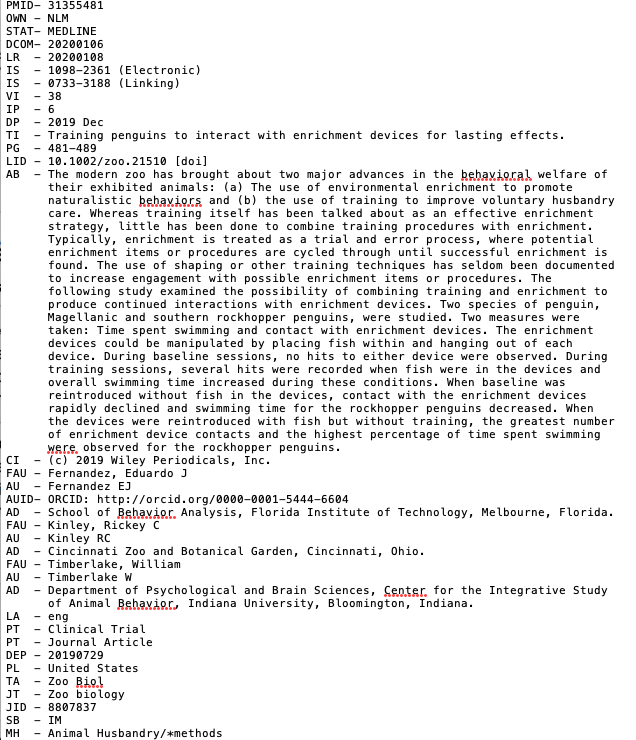 PMID- 31355481
OWN - NLM
STAT- MEDLINE
DCOM- 20200106
LR  - 20200108
IS  - 1098-2361 (Electronic)
IS  - 0733-3188 (Linking)
VI  - 38
IP  - 6
DP  - 2019 Dec
TI  - Training penguins to interact with enrichment devices for lasting effects.
PG  - 481-489
LID - 10.1002/zoo.21510 [doi]
AB  - The modern zoo has brought about two major advances in the behavioral welfare of
      their exhibited animals: (a) The use of environmental enrichment to promote
      naturalistic behaviors and (b) the use of training to improve voluntary husbandry
      care. Whereas training itself has been talked about as an effective enrichment
      strategy, little has been done to combine training procedures with enrichment.
      Typically, enrichment is treated as a trial and error process, where potential
      enrichment items or procedures are cycled through until successful enrichment is
      found. The use of shaping or other training techniques has seldom been documented
      to increase engagement with possible enrichment items or procedures. The
      following study examined the possibility of combining training and enrichment to
      produce continued interactions with enrichment devices. Two species of penguin,
      Magellanic and southern rockhopper penguins, were studied. Two measures were
      taken: Time spent swimming and contact with enrichment devices. The enrichment
      devices could be manipulated by placing fish within and hanging out of each
      device. During baseline sessions, no hits to either device were observed. During
      training sessions, several hits were recorded when fish were in the devices and
      overall swimming time increased during these conditions. When baseline was
      reintroduced without fish in the devices, contact with the enrichment devices
      rapidly declined and swimming time for the rockhopper penguins decreased. When
      the devices were reintroduced with fish but without training, the greatest number
      of enrichment device contacts and the highest percentage of time spent swimming
      were observed for the rockhopper penguins.
CI  - (c) 2019 Wiley Periodicals, Inc.
FAU - Fernandez, Eduardo J
AU  - Fernandez EJ
AUID- ORCID: http://orcid.org/0000-0001-5444-6604
AD  - School of Behavior Analysis, Florida Institute of Technology, Melbourne, Florida.
FAU - Kinley, Rickey C
AU  - Kinley RC
AD  - Cincinnati Zoo and Botanical Garden, Cincinnati, Ohio.
FAU - Timberlake, William
AU  - Timberlake W
AD  - Department of Psychological and Brain Sciences, Center for the Integrative Study
      of Animal Behavior, Indiana University, Bloomington, Indiana.
LA  - eng
PT  - Clinical Trial
PT  - Journal Article
DEP - 20190729
PL  - United States
TA  - Zoo Biol
JT  - Zoo biology
JID - 8807837
SB  - IM
MH  - Animal Husbandry/*methods